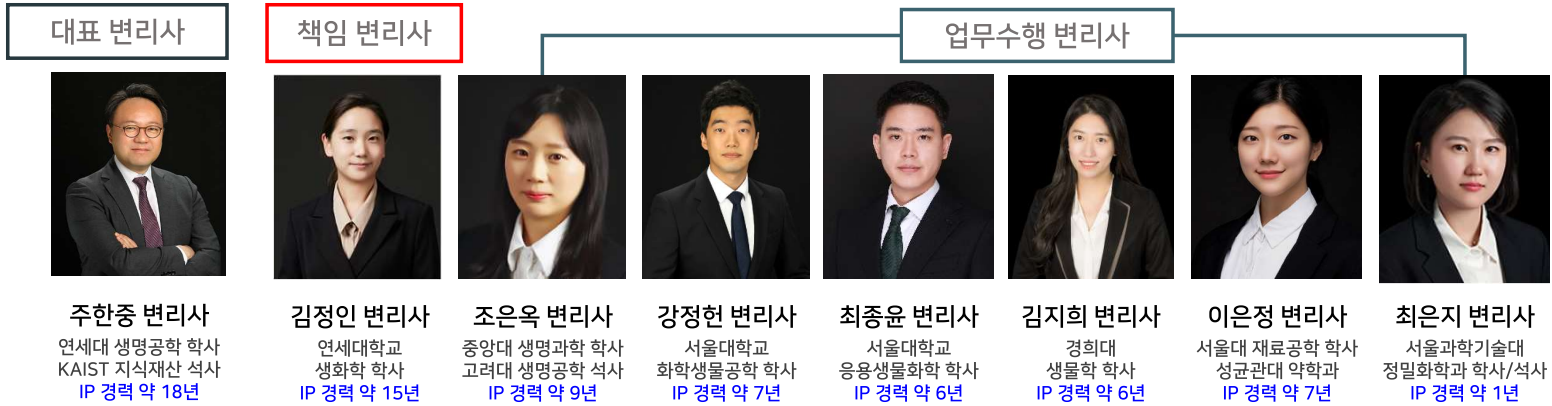 대표 변리사
책임 변리사
업무수행 변리사
주한중 변리사
연세대 생명공학 학사
KAIST 지식재산 석사
IP 경력 약 18년
김정인 변리사
연세대학교
생화학 학사
IP 경력 약 15년
조은옥 변리사
중앙대 생명과학 학사
고려대 생명공학 석사
IP 경력 약 9년
강정헌 변리사
서울대학교
화학생물공학 학사
IP 경력 약 7년
최종윤 변리사
서울대학교
응용생물화학 학사
IP 경력 약 6년
김지희 변리사
경희대
생물학 학사
IP 경력 약 6년
이은정 변리사
서울대 재료공학 학사
성균관대 약학과
IP 경력 약 7년
최은지 변리사
서울과학기술대
정밀화학과 학사/석사
IP 경력 약 1년